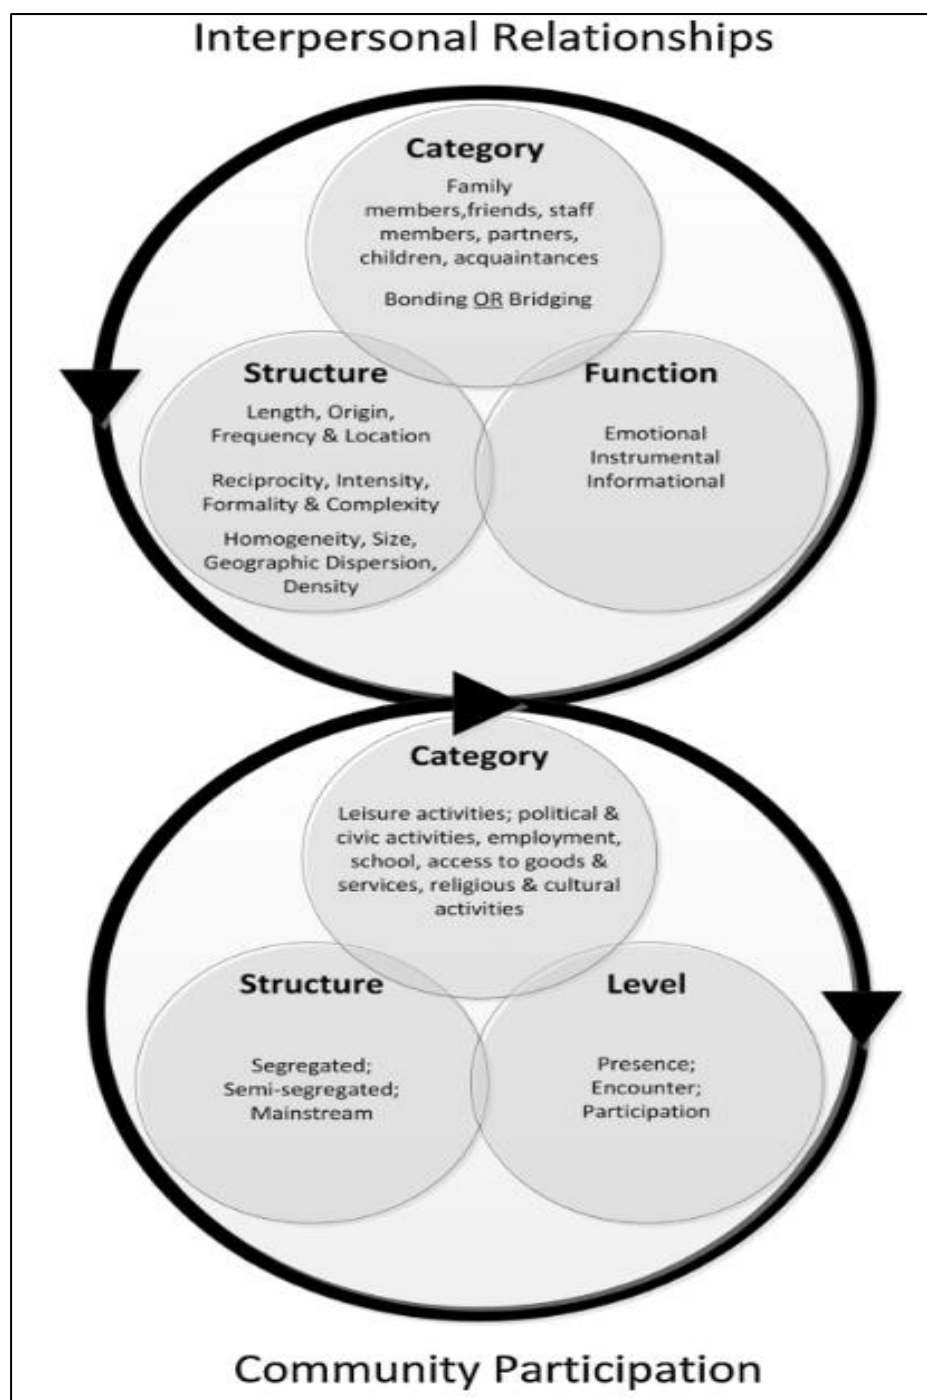 Interpersonal Relationships
Category
Family
members,friends, staff
members, partners,
children, acquaintances
Bonding OR Bridging
Structure
Length, Origin,
Frequency & Location
Reciprocity, Intensity,
Formality & Complexity
Homogeneity, Size,
Geographic Dispersion,
Density
Function
Emotional
Instrumental
Informational
Category
Leisure activities; political &
civic activities, employment,
school, access to goods &
services, religious & cultural
activities
Structure
Segregated;
Semi-segregated;
Mainstream
Level
Presence;
Encounter;
Participation
Community Participation